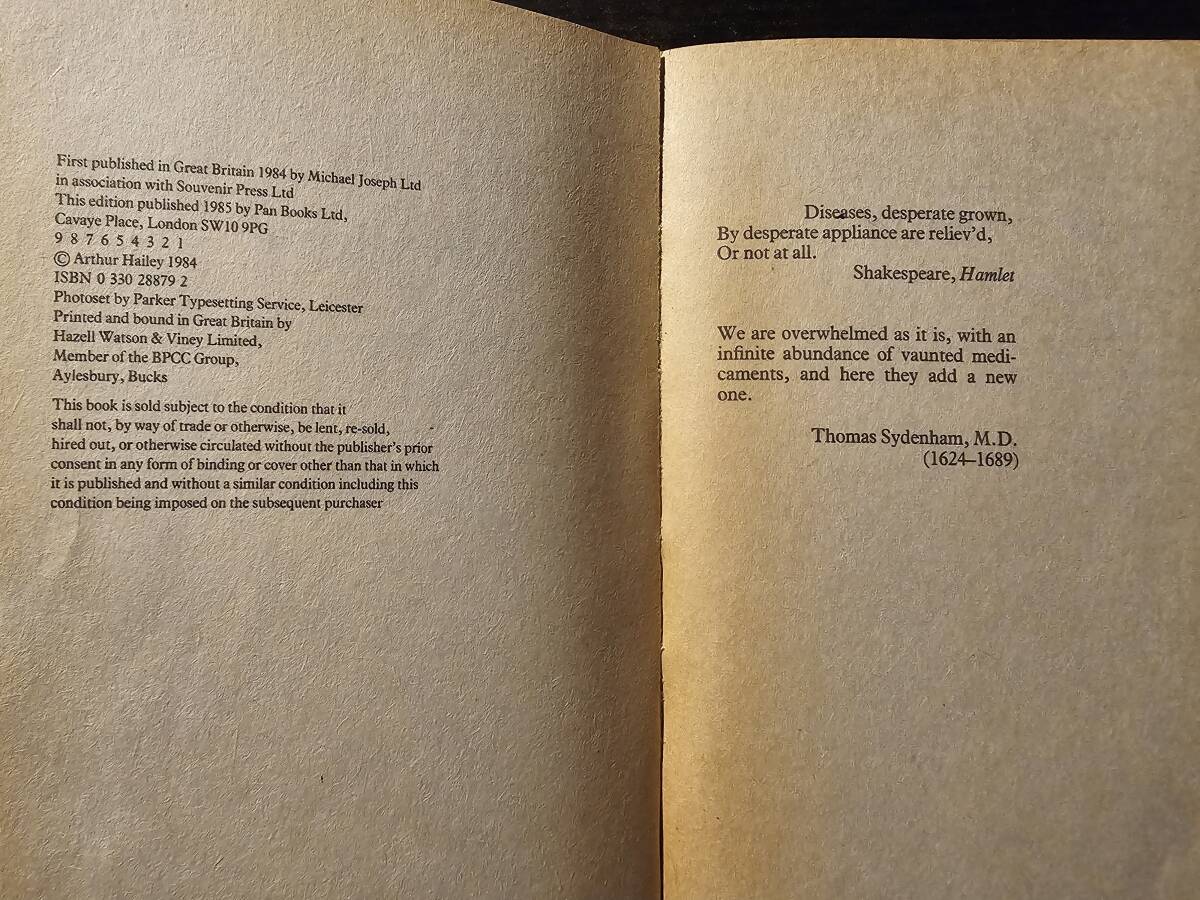 First published in Great Britain 1984 by Michael Joseph Ltd
in association with Souvenir Press Ltd
This edition published 1985 by Pan Books Ltd,
Cavaye Place, London SW10 9PG
9 8 7 6 5 4 3 2 1
© Arthur Hailey 1984
ISBN 0 330 28879 2
Photoset by Parker Typesetting Service, Leicester
Printed and bound in Great Britain by
Hazell Watson & Viney Limited,
Member of the BPCC Group,
Aylesbury, Bucks
This book is sold subject to the condition that it
shall not, by way of trade or otherwise, be lent, re-sold,
hired out, or otherwise circulated without the publisher's prior
consent in any form of binding or cover other than that in which
it is published and without a similar condition including this
condition being imposed on the subsequent purchaser
Diseases, desperate grown,
By desperate appliance are reliev'd,
Or not at all.
Shakespeare, Hamlet
We are overwhelmed as it is, with an
infinite abundance of vaunted medi-
caments, and here they add a new
one.
Thomas Sydenham, M.D.
(1624–1689)